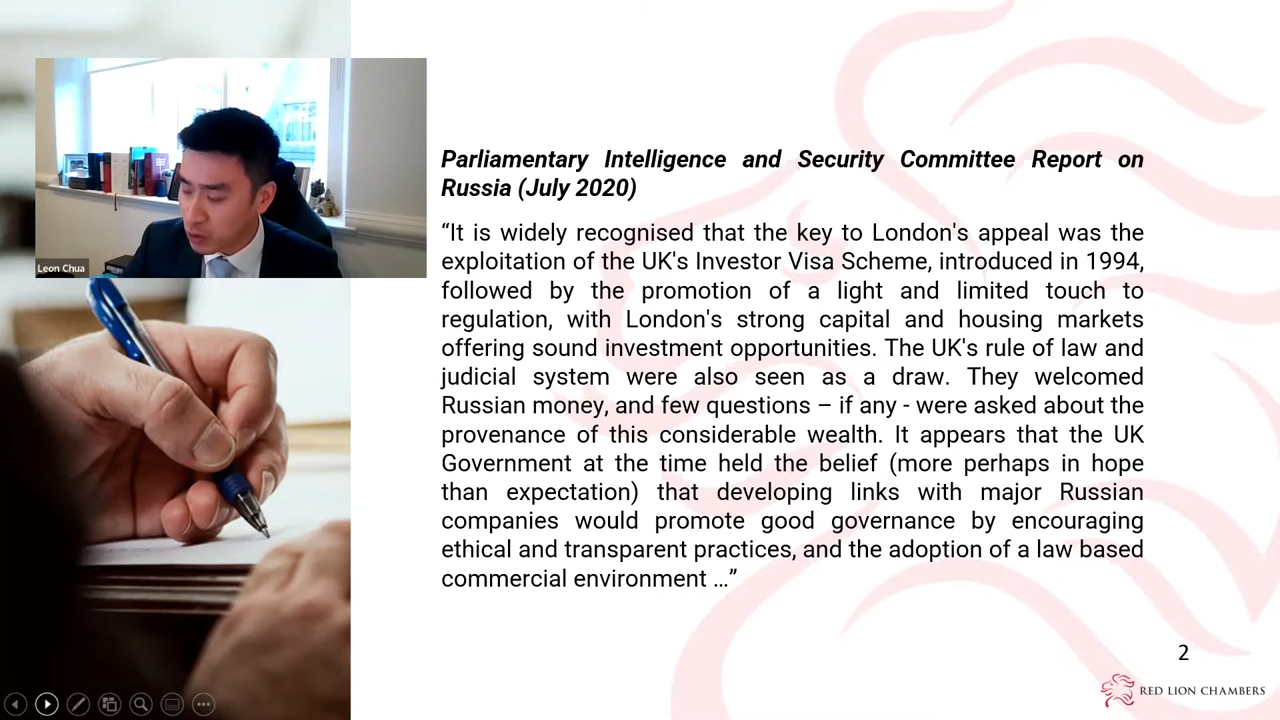 Leon Chua
Parliamentary Intelligence and Security Committee Report on
Russia (July 2020)
“It is widely recognised that the key to London's appeal was the
exploitation of the UK's Investor Visa Scheme, introduced in 1994,
followed by the promotion of a light and limited touch to
regulation, with London's strong capital and housing markets
offering sound investment opportunities. The UK's rule of law and
judicial system were also seen as a draw. They welcomed
Russian money, and few questions – if any - were asked about the
provenance of this considerable wealth. It appears that the UK
Government at the time held the belief (more perhaps in hope
than expectation) that developing links with major Russian
companies would promote good governance by encouraging
ethical and transparent practices, and the adoption of a law based
commercial environment …”
2
RED LION CHAMBERS